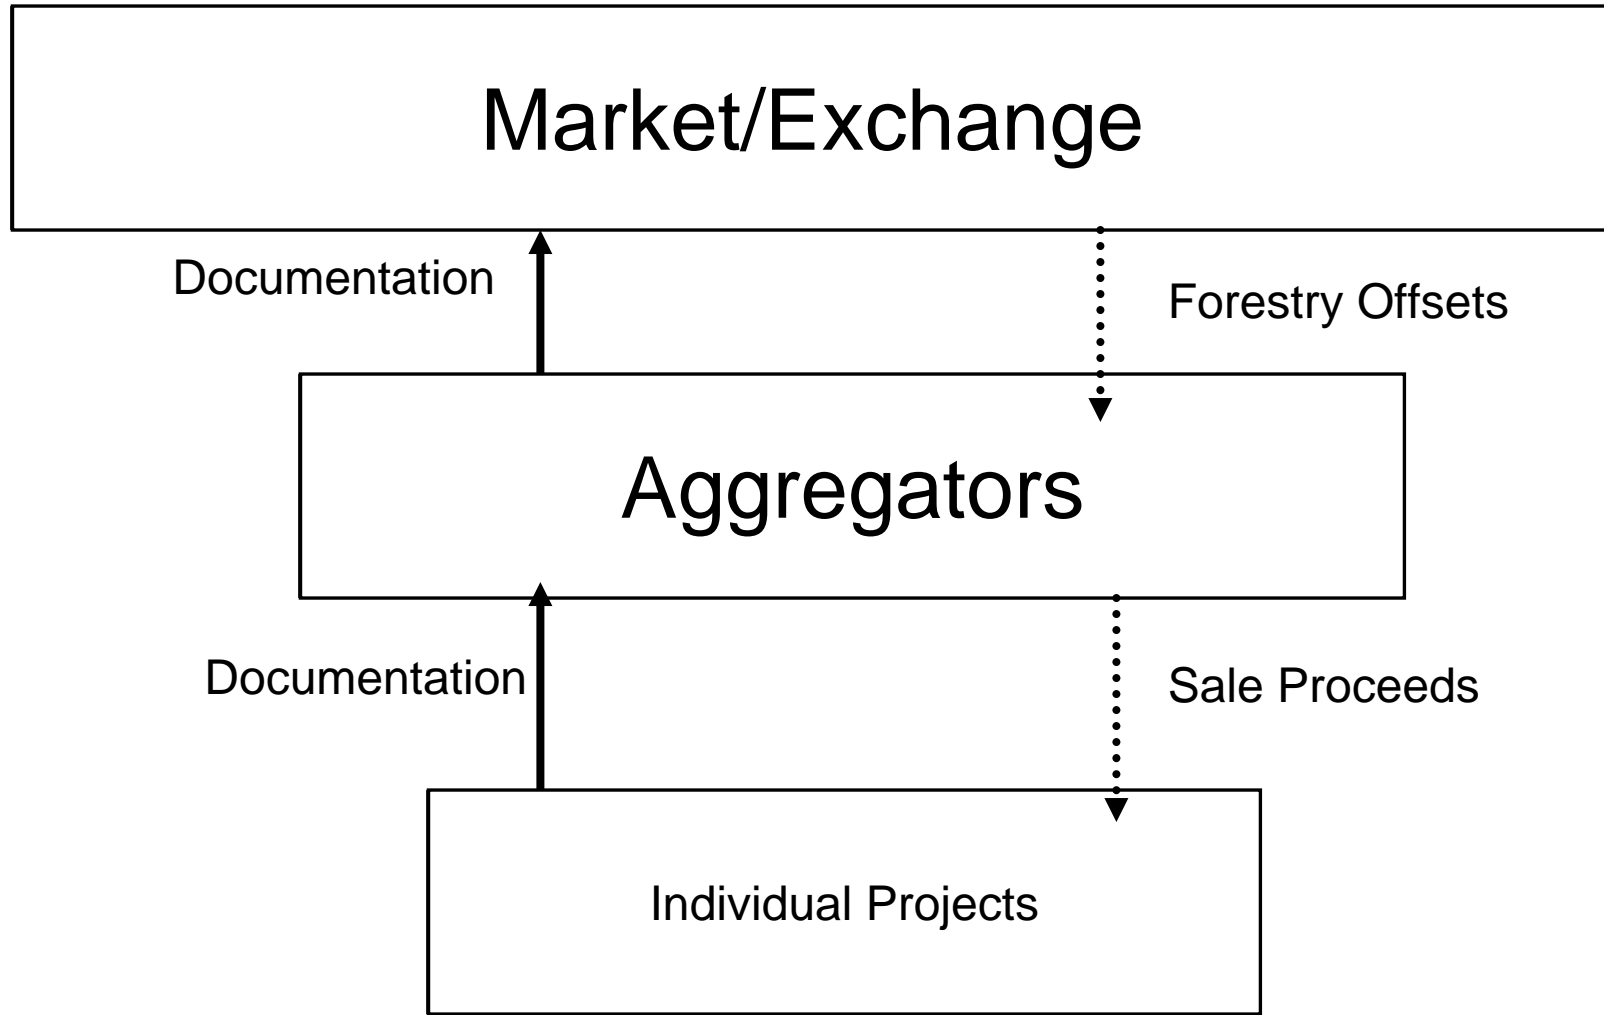 Market/Exchange
Documentation
Forestry Offsets
Aggregators
Documentation
Sale Proceeds
Individual Projects